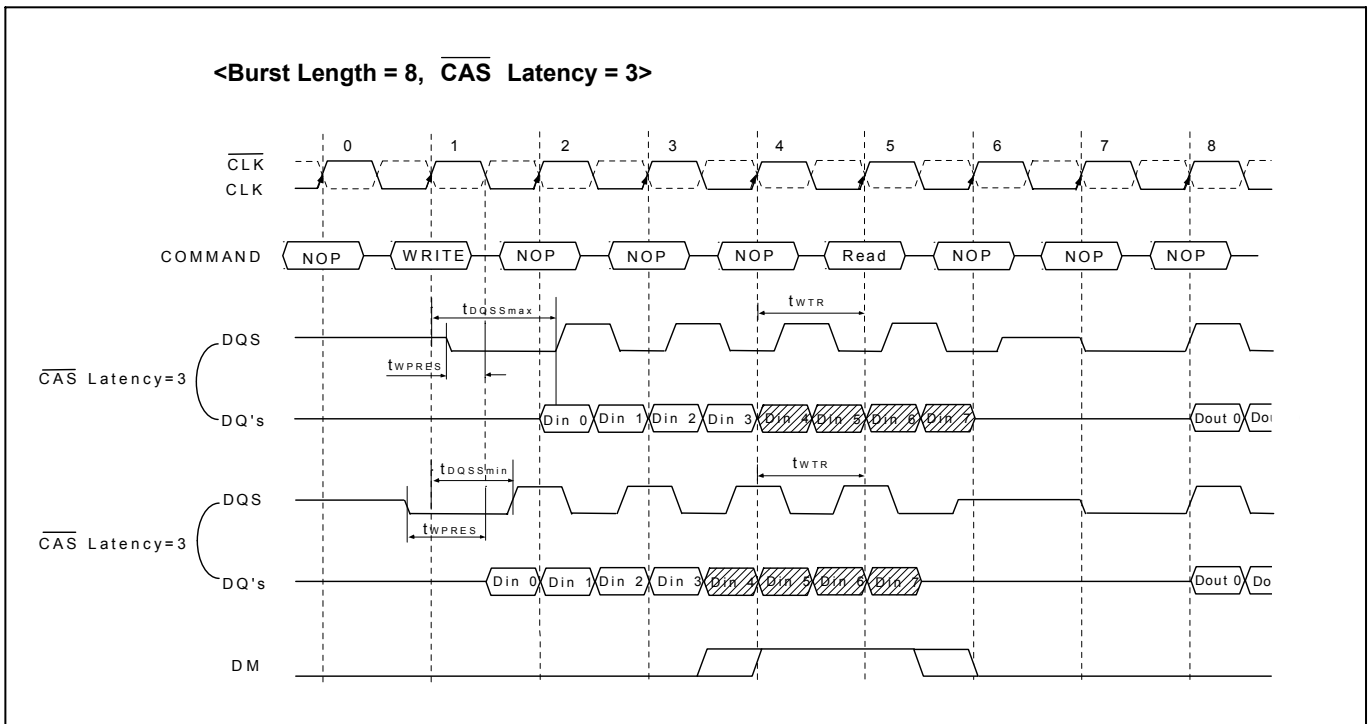 <Burst Length = 8, CAS Latency = 3>
0 1 2 3 4 5 6 7 8
CLK
CLK
COMMAND NOP WRITE NOP NOP NOP Read NOP NOP NOP
tDQSSmax tWTR
DQS
tWPRES
CAS Latency=3
DQ's Din 0 Din 1 Din 2 Din 3 Din 4 Din 5 Din 6 Din 7 Dout 0 Dou
tDQSSmin tWTR
DQS
tWPRES
CAS Latency=3
DQ's Din 0 Din 1 Din 2 Din 3 Din 4 Din 5 Din 6 Din 7 Dout 0 Do
DM